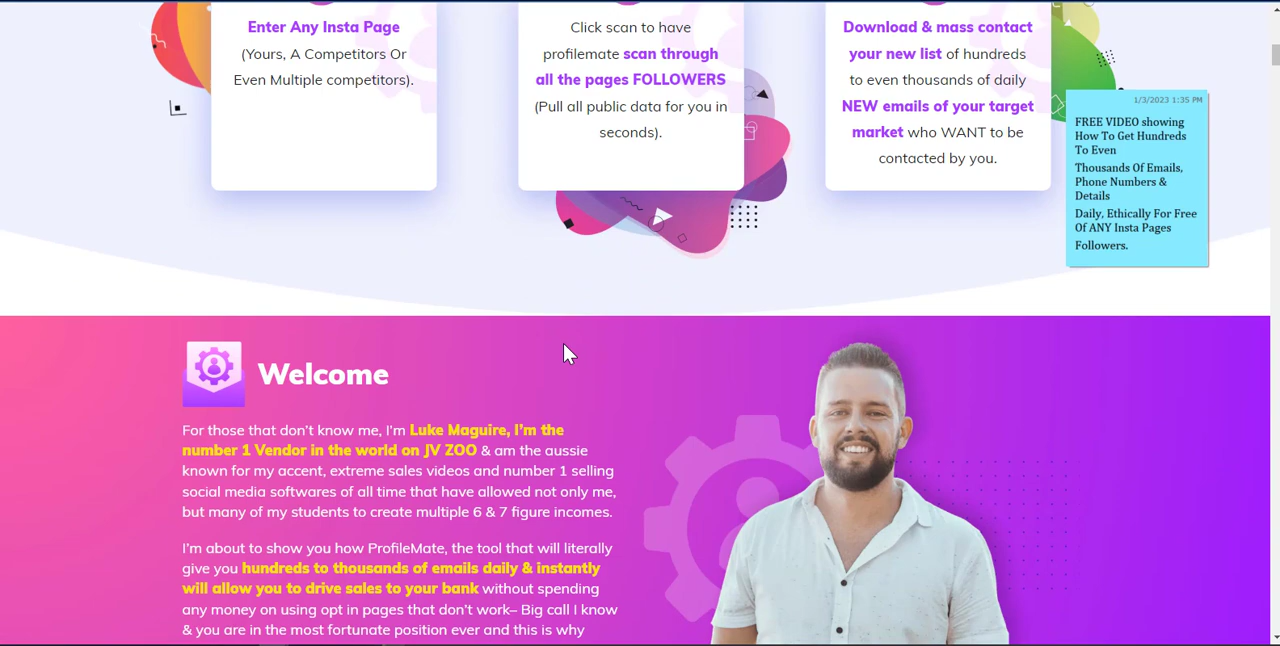 Enter Any Insta Page
(Yours, A Competitors Or
Even Multiple competitors).
Click scan to have
profilemate scan through
all the pages FOLLOWERS
(Pull all public data for you in
seconds).
Download & mass contact
your new list of hundreds
to even thousands of daily
NEW emails of your target
market who WANT to be
contacted by you.
1/3/2023 1:35 PM
FREE VIDEO showing
How To Get Hundreds
To Even
Thousands Of Emails,
Phone Numbers &
Details
Daily, Ethically For Free
Of ANY Insta Pages
Followers.
Welcome
For those that don’t know me, I’m Luke Maguire, I’m the
number 1 Vendor in the world on JV ZOO & am the aussie
known for my accent, extreme sales videos and number 1 selling
social media softwares of all time that have allowed not only me,
but many of my students to create multiple 6 & 7 figure incomes.
I’m about to show you how ProfileMate, the tool that will literally
give you hundreds to thousands of emails daily & instantly
will allow you to drive sales to your bank without spending
any money on using opt in pages that don’t work– Big call I know
& you are in the most fortunate position ever and this is why